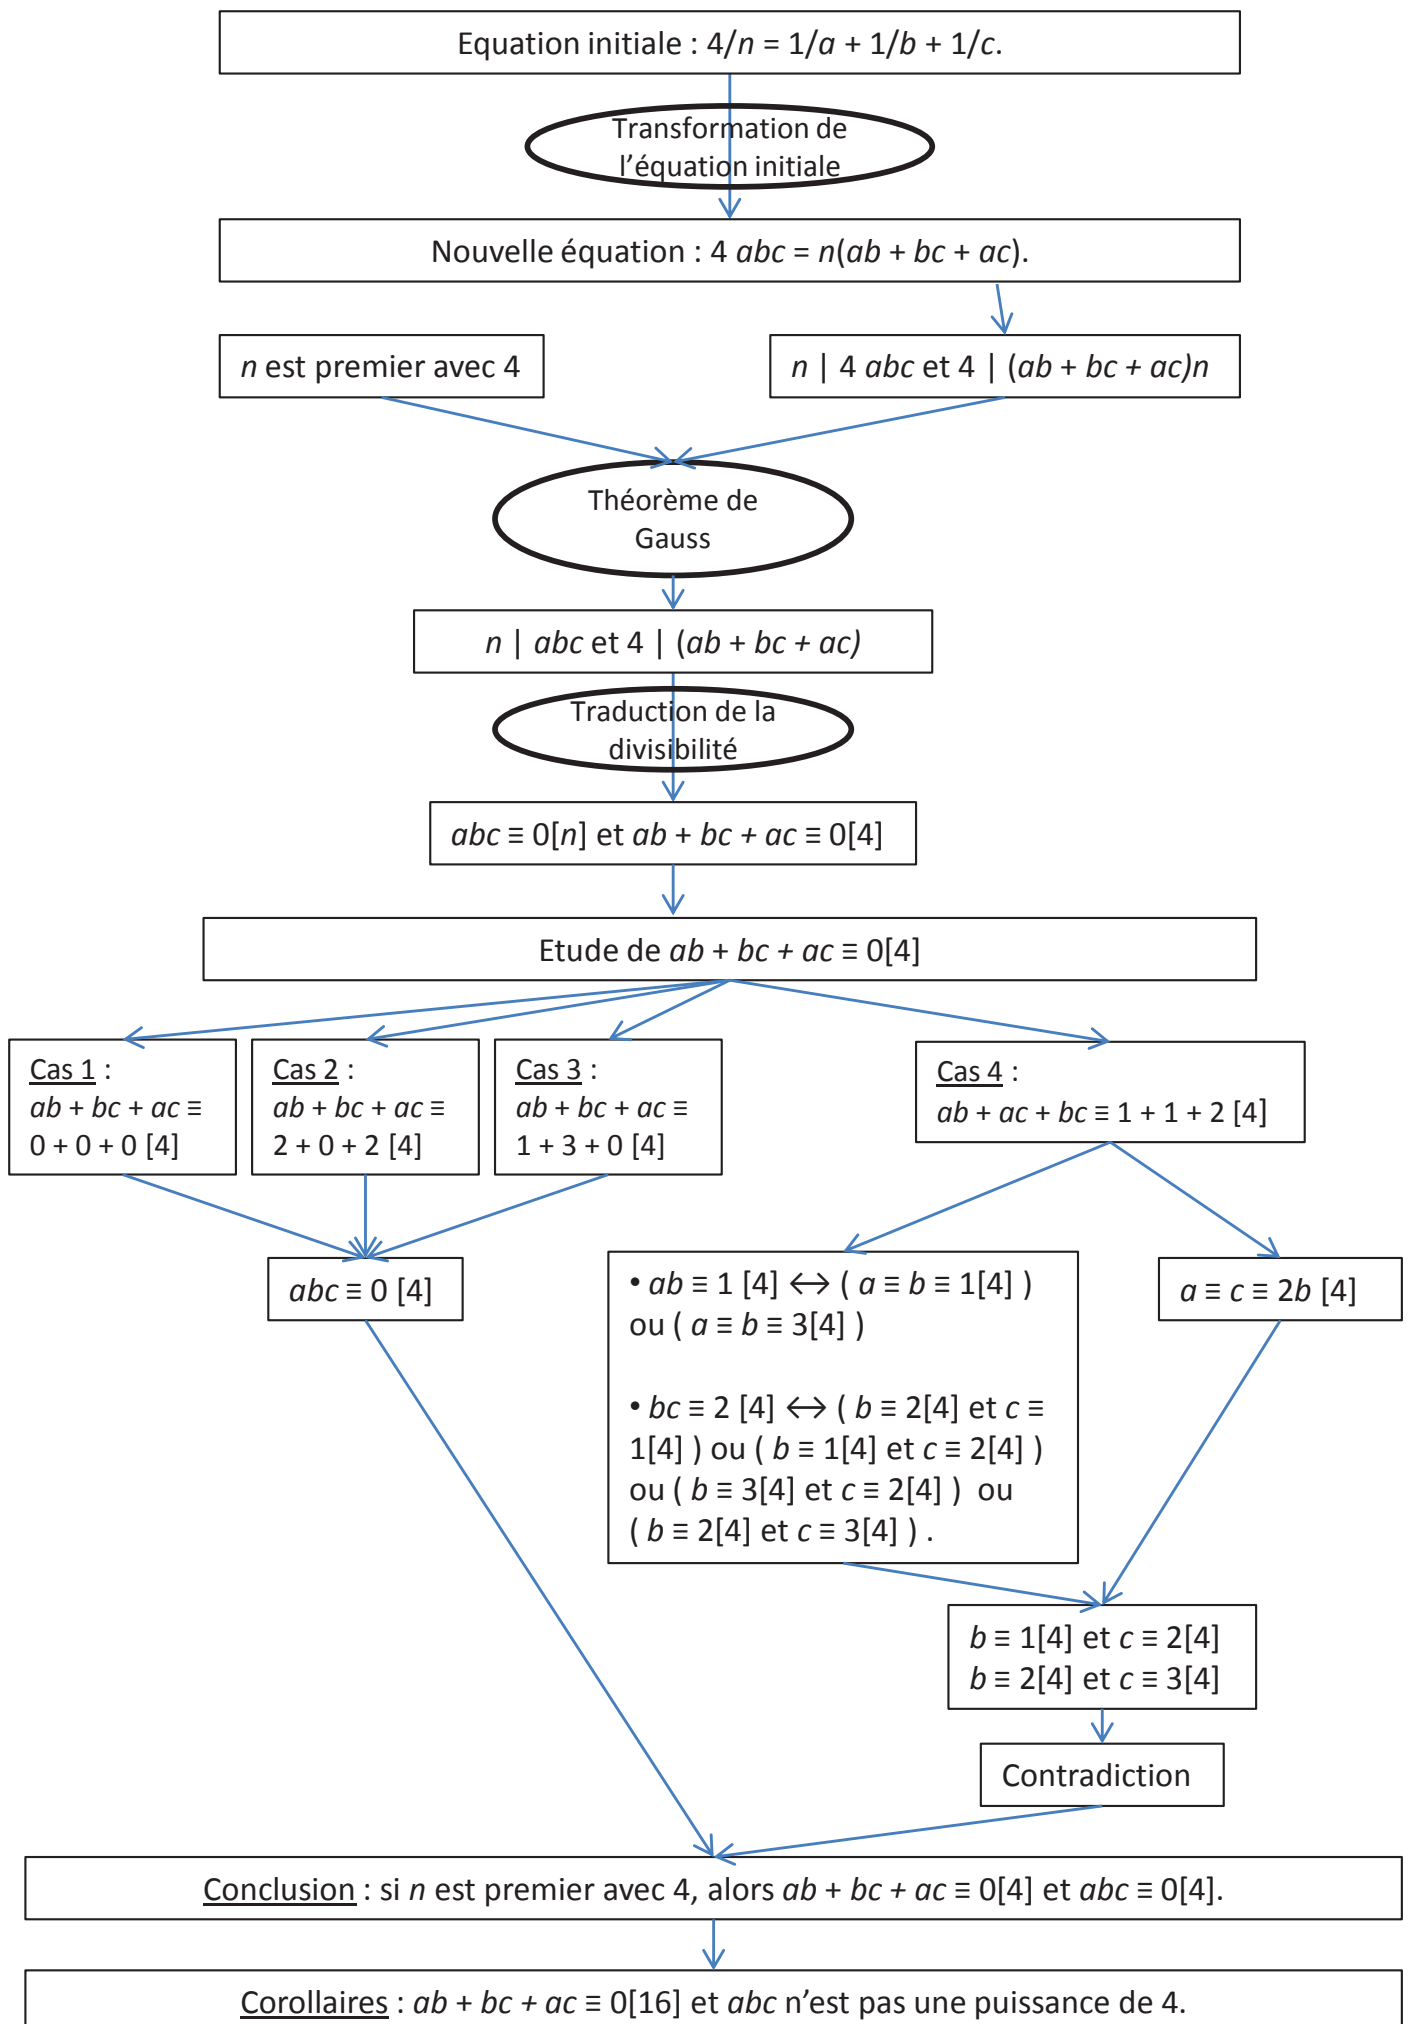 Equation initiale : 4/n = 1/a + 1/b + 1/c.
Transformation de
l’équation initiale
Nouvelle équation : 4 abc = n(ab + bc + ac).
n est premier avec 4
n | 4 abc et 4 | (ab + bc + ac)n
Théorème de
Gauss
n | abc et 4 | (ab + bc + ac)
Traduction de la
divisibilité
abc ≡ 0[n] et ab + bc + ac ≡ 0[4]
Etude de ab + bc + ac ≡ 0[4]
Cas 1 :
ab + bc + ac ≡
0 + 0 + 0 [4]
Cas 2 :
ab + bc + ac ≡
2 + 0 + 2 [4]
Cas 3 :
ab + bc + ac ≡
1 + 3 + 0 [4]
Cas 4 :
ab + ac + bc ≡ 1 + 1 + 2 [4]
abc ≡ 0 [4]
• ab ≡ 1 [4] ↔ ( a ≡ b ≡ 1[4] )
ou ( a ≡ b ≡ 3[4] )
• bc ≡ 2 [4] ↔ ( b ≡ 2[4] et c ≡
1[4] ) ou ( b ≡ 1[4] et c ≡ 2[4] )
ou ( b ≡ 3[4] et c ≡ 2[4] ) ou
( b ≡ 2[4] et c ≡ 3[4] ) .
a ≡ c ≡ 2b [4]
b ≡ 1[4] et c ≡ 2[4]
b ≡ 2[4] et c ≡ 3[4]
Contradiction
Conclusion : si n est premier avec 4, alors ab + bc + ac ≡ 0[4] et abc ≡ 0[4].
Corollaires : ab + bc + ac ≡ 0[16] et abc n’est pas une puissance de 4.